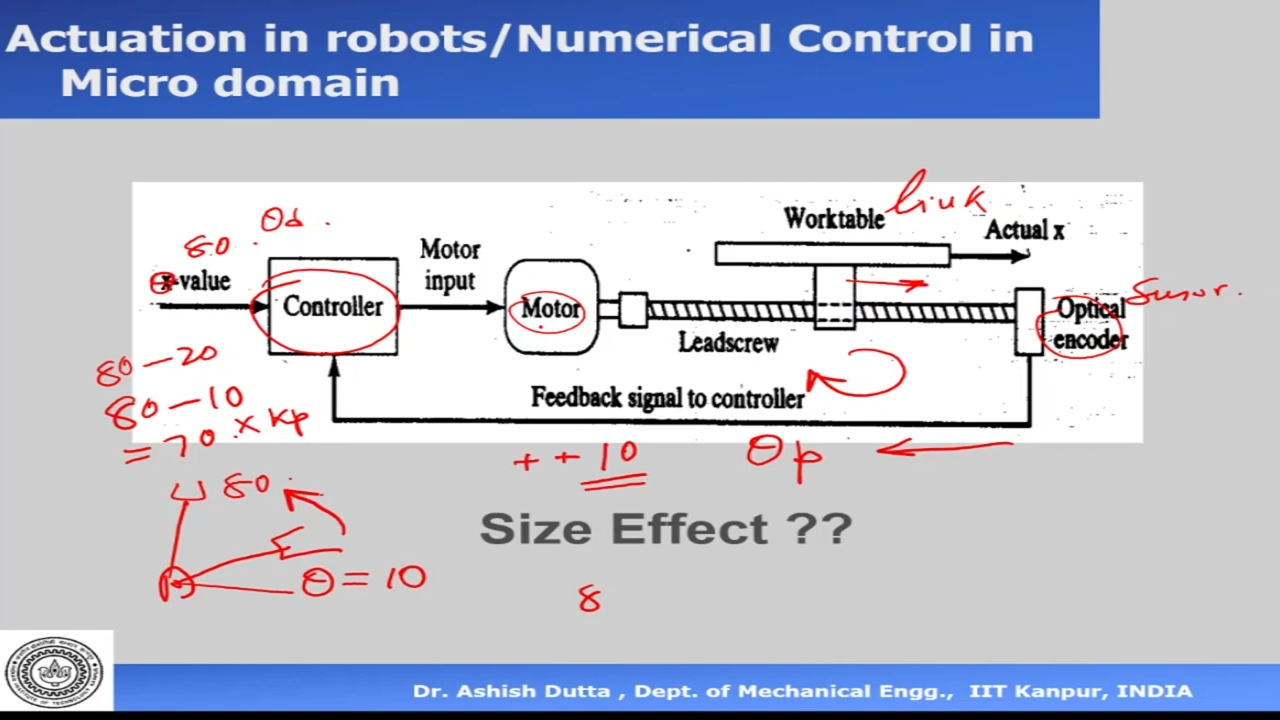 Actuation in robots/Numerical Control in
Micro domain
link
Worktable
Actual x
θd
80
x-value
Motor
input
Controller
Motor
Leadscrew
Optical
encoder
Feedback signal to controller
80-20
80-10
= 70 x Kp
++10
θp
80
θ = 10
Size Effect ??
8
Dr. Ashish Dutta , Dept. of Mechanical Engg., IIT Kanpur, INDIA